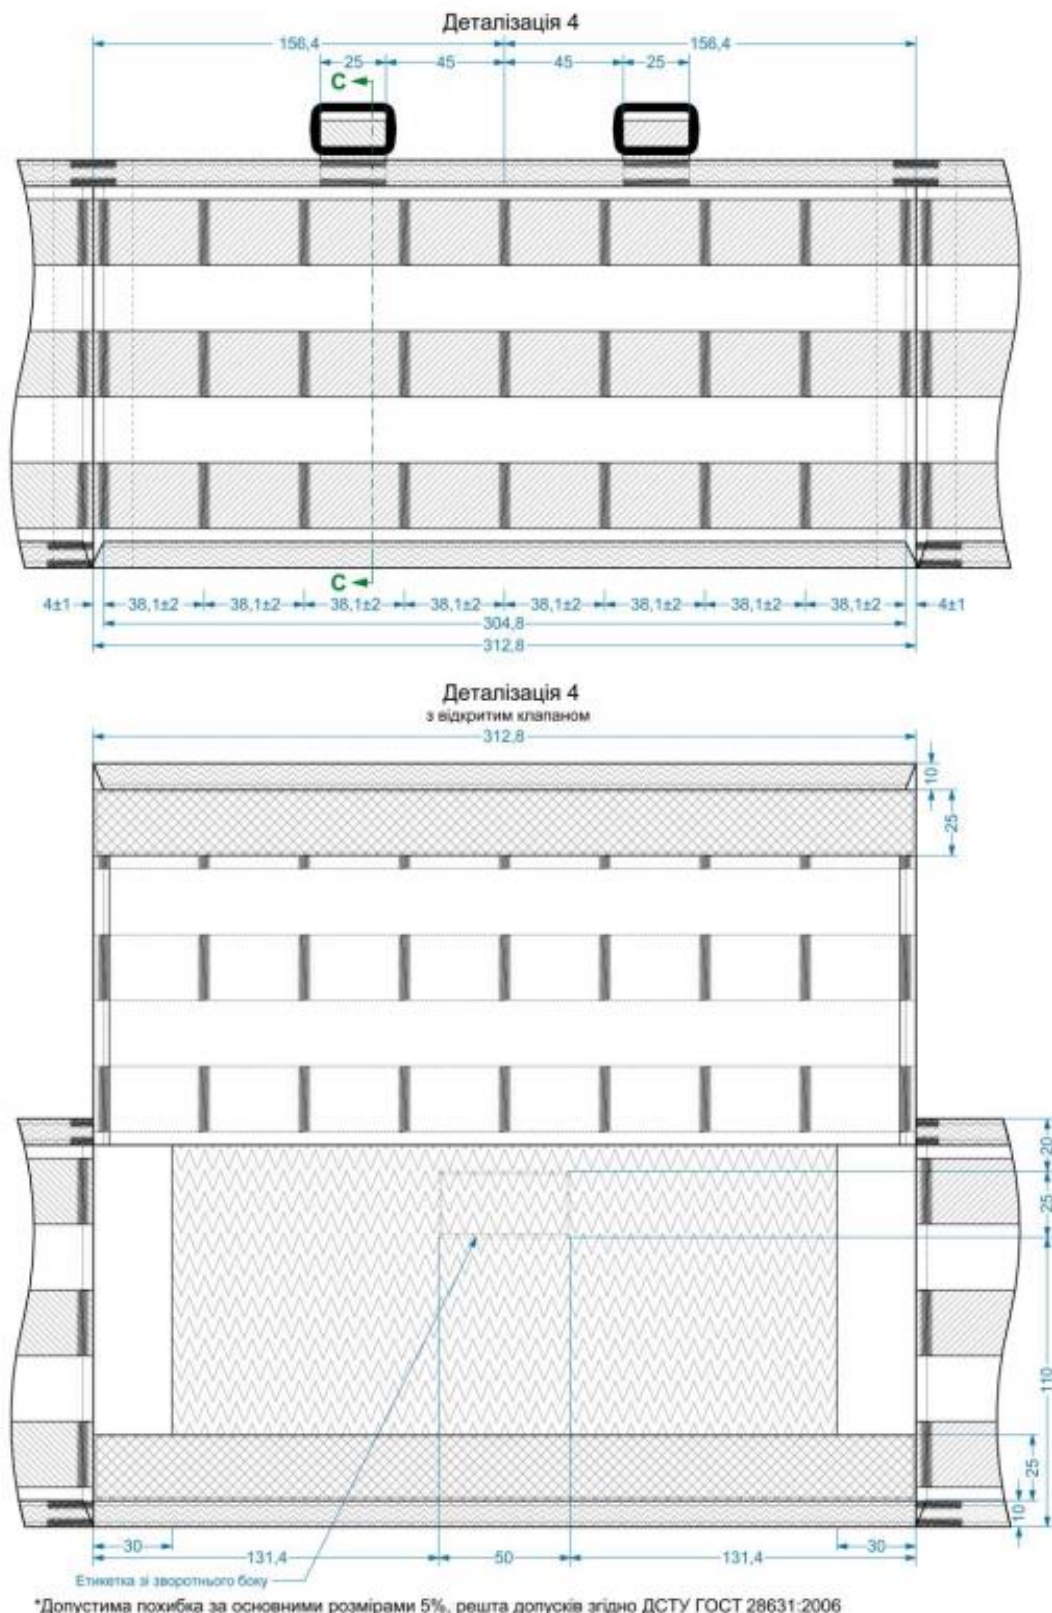 Деталізація 4
156,4 156,4
25 45 45 25
С
С
4±1 38,1±2 38,1±2 38,1±2 38,1±2 38,1±2 38,1±2 38,1±2 38,1±2 4±1
304,8
312,8
Деталізація 4
з відкритим клапаном
312,8
10
25
20
25
110
25
10
30 30
131,4 50 131,4
Етикетка зі зворотнього боку
*Допустима похибка за основними розмірами 5%, решта допусків згідно ДСТУ ГОСТ 28631:2006